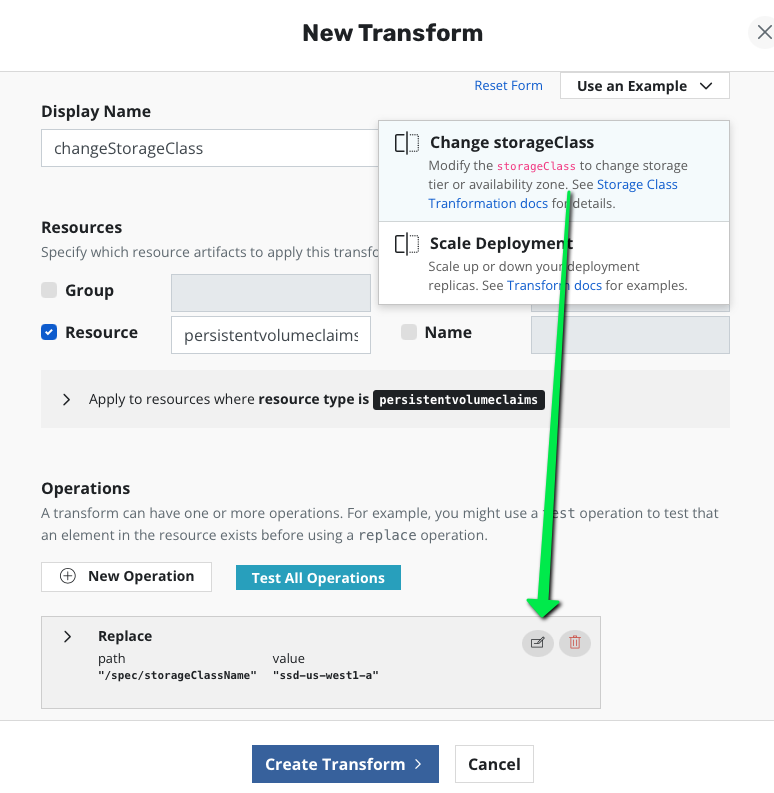 New Transform
Reset Form
Use an Example
Display Name
changeStorageClass
Change storageClass
Modify the storageClass to change storage
tier or availability zone. See Storage Class
Tranformation docs for details.
Scale Deployment
Scale up or down your deployment
replicas. See Transform docs for examples.
Resources
Specify which resource artifacts to apply this transfo
Group
Resource
persistentvolumeclaims
Name
Apply to resources where resource type is persistentvolumeclaims
Operations
A transform can have one or more operations. For example, you might use a test operation to test that
an element in the resource exists before using a replace operation.
New Operation
Test All Operations
Replace
path value
"/spec/storageClassName" "ssd-us-west1-a"
Create Transform
Cancel